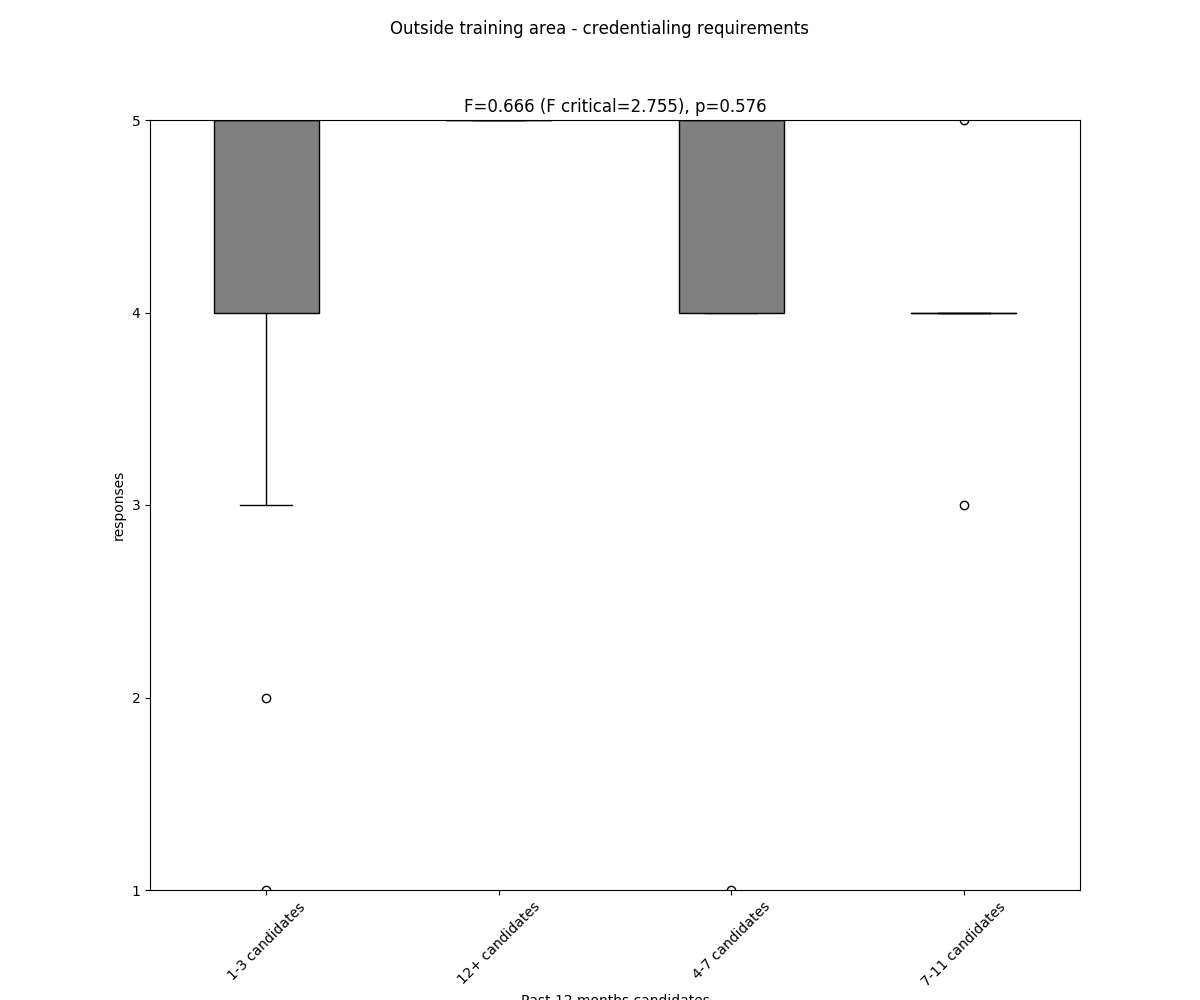 Outside training area - credentialing requirements
F=0.666 (F critical=2.755), p=0.576
5
4
3
2
1
responses
1-3 candidates
12+ candidates
4-7 candidates
7-11 candidates
Past 12 months candidates